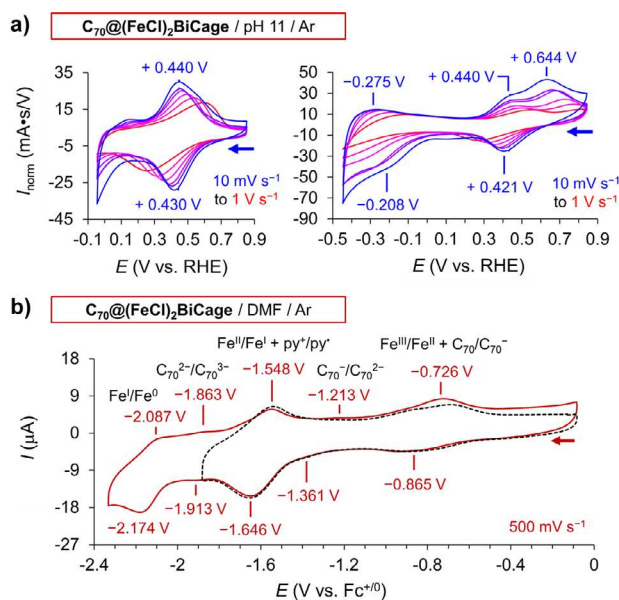 a)
C₇₀@(FeCl)₂BiCage / pH 11 / Ar
I_norm (mA•s/V)
35
15
-5
-25
-45
+ 0.440 V
+ 0.430 V
10 mV s⁻¹
to 1 V s⁻¹
-0.1 0.1 0.3 0.5 0.7 0.9
E (V vs. RHE)
50
30
10
-10
-30
-50
-70
-90
−0.275 V
+ 0.440 V
+ 0.644 V
−0.208 V
+ 0.421 V
10 mV s⁻¹
to 1 V s⁻¹
-0.5 -0.3 -0.1 0.1 0.3 0.5 0.7 0.9
E (V vs. RHE)
b)
C₇₀@(FeCl)₂BiCage / DMF / Ar
I (µA)
18
9
0
-9
-18
-27
Feᴵ/Fe⁰
−2.087 V
C₇₀²⁻/C₇₀³⁻
−1.863 V
Feᴵᴵ/Feᴵ + py⁺/py•
−1.548 V
C₇₀⁻/C₇₀²⁻
−1.213 V
Feᴵᴵᴵ/Feᴵᴵ + C₇₀/C₇₀⁻
−0.726 V
−2.174 V
−1.913 V
−1.646 V
−1.361 V
−0.865 V
500 mV s⁻¹
-2.4 -2 -1.6 -1.2 -0.8 -0.4 0
E (V vs. Fc⁺ᐟ⁰)